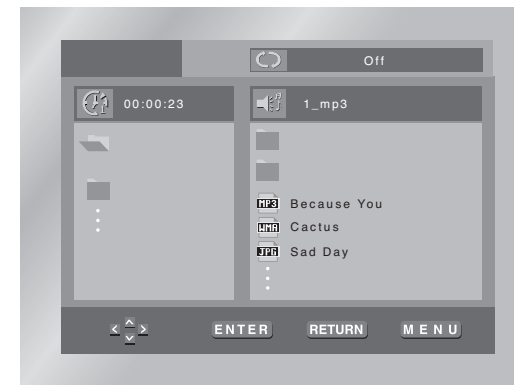 Off
00:00:23
1_mp3
MP3 Because You
WMA Cactus
JPG Sad Day
ENTER RETURN MENU